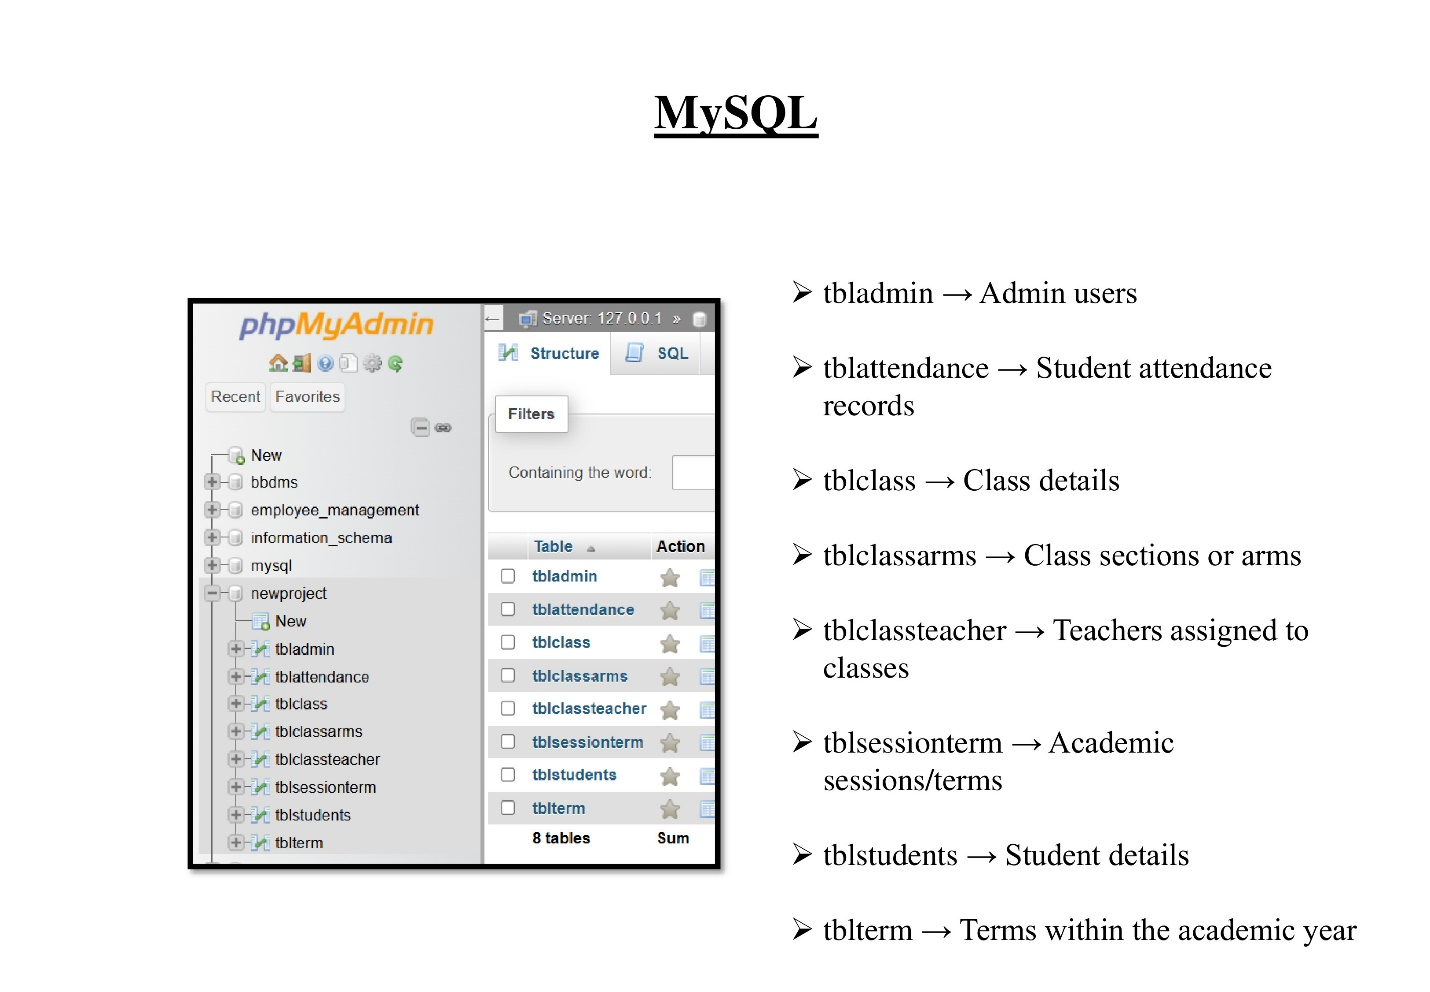 MySQL
phpMyAdmin
Recent Favorites
New
bbdms
employee_management
information_schema
mysql
newproject
New
tbladmin
tblattendance
tblclass
tblclassarms
tblclassteacher
tblsessionterm
tblstudents
tblterm
← Server: 127.0.0.1 »
Structure SQL
Filters
Containing the word:
Table Action
tbladmin
tblattendance
tblclass
tblclassarms
tblclassteacher
tblsessionterm
tblstudents
tblterm
8 tables Sum
➢ tbladmin → Admin users
➢ tblattendance → Student attendance
records
➢ tblclass → Class details
➢ tblclassarms → Class sections or arms
➢ tblclassteacher → Teachers assigned to
classes
➢ tblsessionterm → Academic
sessions/terms
➢ tblstudents → Student details
➢ tblterm → Terms within the academic year